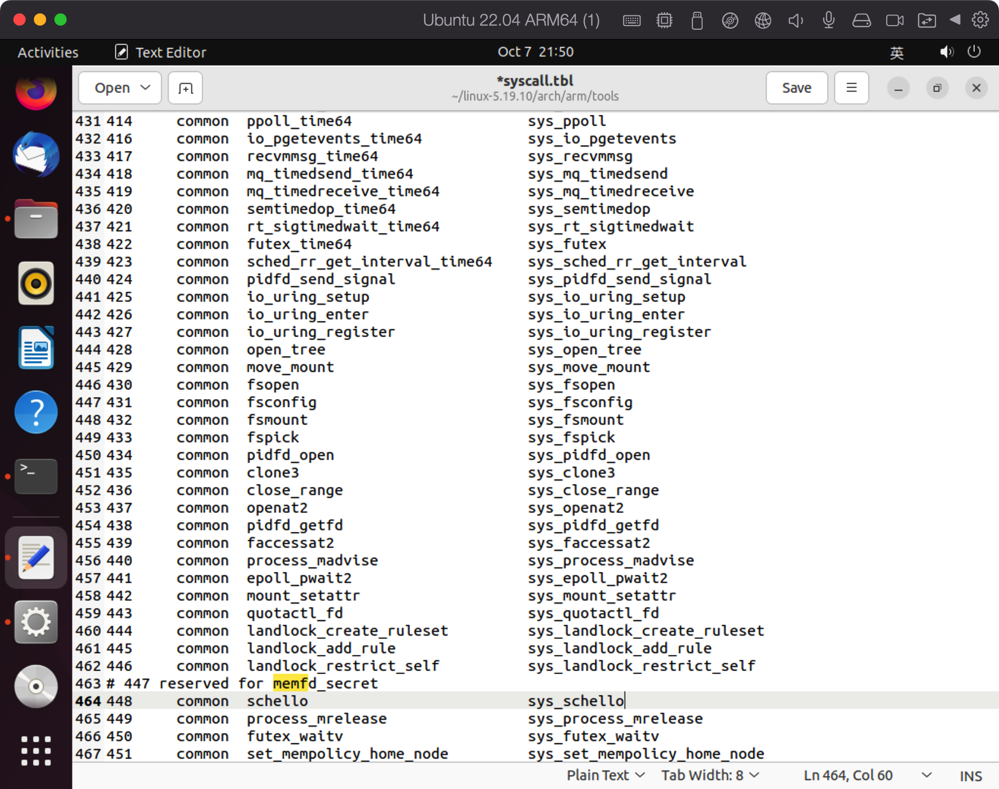 Ubuntu 22.04 ARM64 (1)
Activities Text Editor Oct 7 21:50 英
Open *syscall.tbl Save
~/linux-5.19.10/arch/arm/tools
431 414 common ppoll_time64 sys_ppoll
432 416 common io_pgetevents_time64 sys_io_pgetevents
433 417 common recvmmsg_time64 sys_recvmmsg
434 418 common mq_timedsend_time64 sys_mq_timedsend
435 419 common mq_timedreceive_time64 sys_mq_timedreceive
436 420 common semtimedop_time64 sys_semtimedop
437 421 common rt_sigtimedwait_time64 sys_rt_sigtimedwait
438 422 common futex_time64 sys_futex
439 423 common sched_rr_get_interval_time64 sys_sched_rr_get_interval
440 424 common pidfd_send_signal sys_pidfd_send_signal
441 425 common io_uring_setup sys_io_uring_setup
442 426 common io_uring_enter sys_io_uring_enter
443 427 common io_uring_register sys_io_uring_register
444 428 common open_tree sys_open_tree
445 429 common move_mount sys_move_mount
446 430 common fsopen sys_fsopen
447 431 common fsconfig sys_fsconfig
448 432 common fsmount sys_fsmount
449 433 common fspick sys_fspick
450 434 common pidfd_open sys_pidfd_open
451 435 common clone3 sys_clone3
452 436 common close_range sys_close_range
453 437 common openat2 sys_openat2
454 438 common pidfd_getfd sys_pidfd_getfd
455 439 common faccessat2 sys_faccessat2
456 440 common process_madvise sys_process_madvise
457 441 common epoll_pwait2 sys_epoll_pwait2
458 442 common mount_setattr sys_mount_setattr
459 443 common quotactl_fd sys_quotactl_fd
460 444 common landlock_create_ruleset sys_landlock_create_ruleset
461 445 common landlock_add_rule sys_landlock_add_rule
462 446 common landlock_restrict_self sys_landlock_restrict_self
463 # 447 reserved for memfd_secret
464 448 common schello sys_schello
465 449 common process_mrelease sys_process_mrelease
466 450 common futex_waitv sys_futex_waitv
467 451 common set_mempolicy_home_node sys_set_mempolicy_home_node
Plain Text Tab Width: 8 Ln 464, Col 60 INS